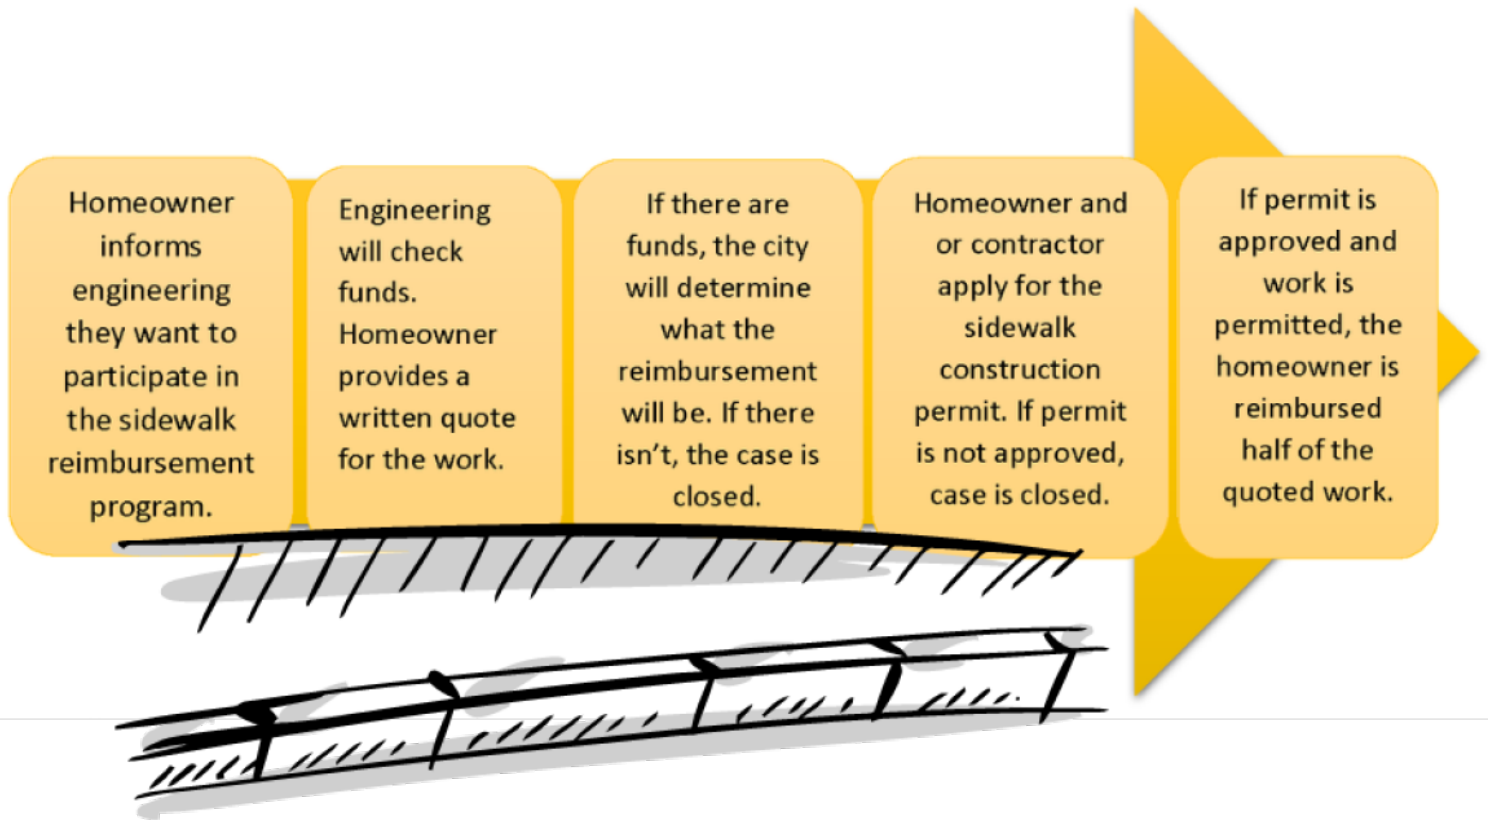 Homeowner
informs
engineering
they want to
participate in
the sidewalk
reimbursement
program.
Engineering
will check
funds.
Homeowner
provides a
written quote
for the work.
If there are
funds, the city
will determine
what the
reimbursement
will be. If there
isn’t, the case is
closed.
Homeowner and
or contractor
apply for the
sidewalk
construction
permit. If permit
is not approved,
case is closed.
If permit is
approved and
work is
permitted, the
homeowner is
reimbursed
half of the
quoted work.